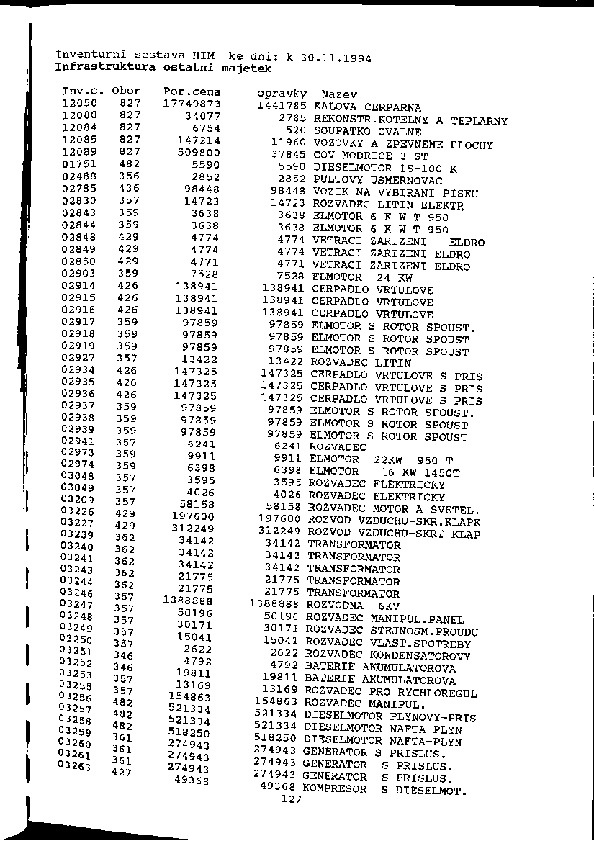 Inventurni sestava HIM ke dni: k 30.11.1994
Infrastruktura ostatni majetek
Inv.c. Obor Por.cena opravky Nazev
12050 827 17749873 1441785 KALOVA CERPARNA
12080 827 34077 2785 REKONSTR.KOTELNY A TEPLARNY
12084 827 6754 520 SOUPATKO OVALNE
12085 827 147214 11960 VOZOVKY A ZPEVNENE PLOCHY
12089 827 509800 37845 COV MODRICE 3 ST
01751 482 5590 5590 DIESELMOTOR 1S-100 K
02488 356 2852 2852 PULTOVY USMERNOVAC
02785 436 98448 98448 VOZIK NA VYBIRANI PISKU
02830 357 14723 14723 ROZVADEC LITIN ELEKTR
02843 359 3638 3638 ELMOTOR 6 K W T 950
02844 359 3638 3638 ELMOTOR 6 K W T 950
02848 429 4774 4774 VETRACI ZARIZENI ELDRO
02849 429 4774 4774 VETRACI ZARIZENI ELDRO
02850 429 4771 4771 VETRACI ZARIZENI ELDRO
02903 359 7528 7528 ELMOTOR 24 KW
02914 426 138941 138941 CERPADLO VRTULOVE
02915 426 138941 138941 CERPADLO VRTULOVE
02916 426 138941 138941 CERPADLO VRTULOVE
02917 359 97859 97859 ELMOTOR S ROTOR SPOUST.
02918 359 97859 97859 ELMOTOR S ROTOR SPOUST
02919 359 97859 97859 ELMOTOR S ROTOR SPOUST
02927 357 13422 13422 ROZVADEC LITIN
02934 426 147325 147325 CERPADLO VRTULOVE S PRIS
02935 426 147325 147325 CERPADLO VRTULOVE S PRIS
02936 426 147325 147325 CERPADLO VRTULOVE S PRIS
02937 359 97859 97859 ELMOTOR S ROTOR SPOUST.
02938 359 97859 97859 ELMOTOR S ROTOR SPOUST
02939 359 97859 97859 ELMOTOR S ROTOR SPOUST
02941 357 6241 6241 ROZVADEC
02973 359 9911 9911 ELMOTOR 22KW 950 T
02974 359 6398 6398 ELMOTOR 16 KW 1450T
03048 357 3595 3595 ROZVADEC ELEKTRICKY
03049 357 4026 4026 ROZVADEC ELEKTRICKY
03209 357 58158 58158 ROZVADEC MOTOR A SVETEL.
03226 429 197600 197600 ROZVOD VZDUCHU-SKR.KLAPK
03227 429 312249 312249 ROZVOD VZDUCHU-SKR. KLAP
03239 362 34142 34142 TRANSFORMATOR
03240 362 34142 34142 TRANSFORMATOR
03241 362 34142 34142 TRANSFORMATOR
03243 362 21775 21775 TRANSFORMATOR
03244 362 21775 21775 TRANSFORMATOR
03246 357 1388888 1388888 ROZVODNA 6KV
03247 357 50196 50196 ROZVADEC MANIPUL.PANEL
03248 357 30171 30171 ROZVADEC STEJNOSM.PROUDU
03249 357 15041 15041 ROZVADEC VLAST.SPOTREBY
03250 357 2622 2622 ROZVADEC KONDENSATOROVY
03251 346 4792 4792 BATERIE AKUMULATOROVA
03252 346 19811 19811 BATERIE AKUMULATOROVA
03253 357 13169 13169 ROZVADEC PRO RYCHLOREGUL
03255 357 154863 154863 ROZVADEC MANIPUL.
03256 482 521334 521334 DIESELMOTOR PLYNOVY-PRIS
03257 482 521334 521334 DIESELMOTOR NAFTA PLYN
03258 482 518250 518250 DIESELMOTOR NAFTA-PLYN
03259 361 274943 274943 GENERATOR S PRISLUS.
03260 361 274943 274943 GENERATOR S PRISLUS.
03261 361 274943 274943 GENERATOR S PRISLUS.
03263 427 49368 49368 KOMPRESOR S DIESELMOT.
127